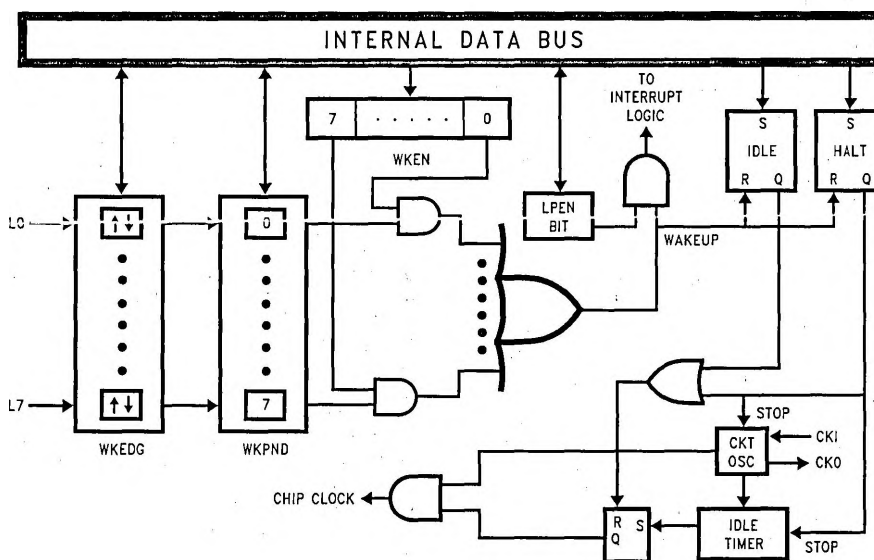 INTERNAL DATA BUS
TO
INTERRUPT
LOGIC
7 · · · · · 0
WKEN
S
IDLE
R Q
S
HALT
R Q
L0
↑↓
0
LPEN
BIT
WAKEUP
L7
↑↓
7
WKEDG
WKPND
STOP
CKT
OSC
CKI
CKO
CHIP CLOCK
R S
Q
IDLE
TIMER
STOP